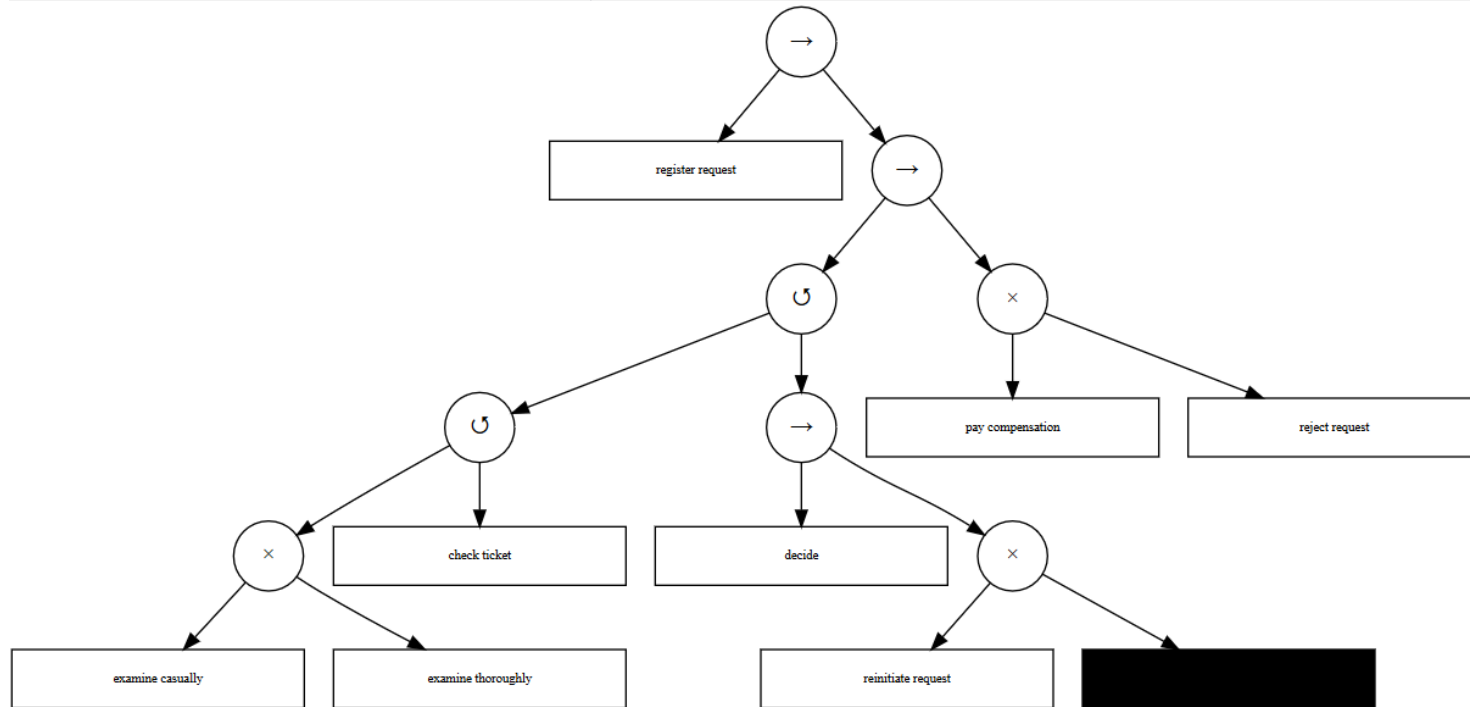 →
register request
→
↺
×
↺
→
pay compensation
reject request
×
check ticket
decide
×
examine casually
examine thoroughly
reinitiate request